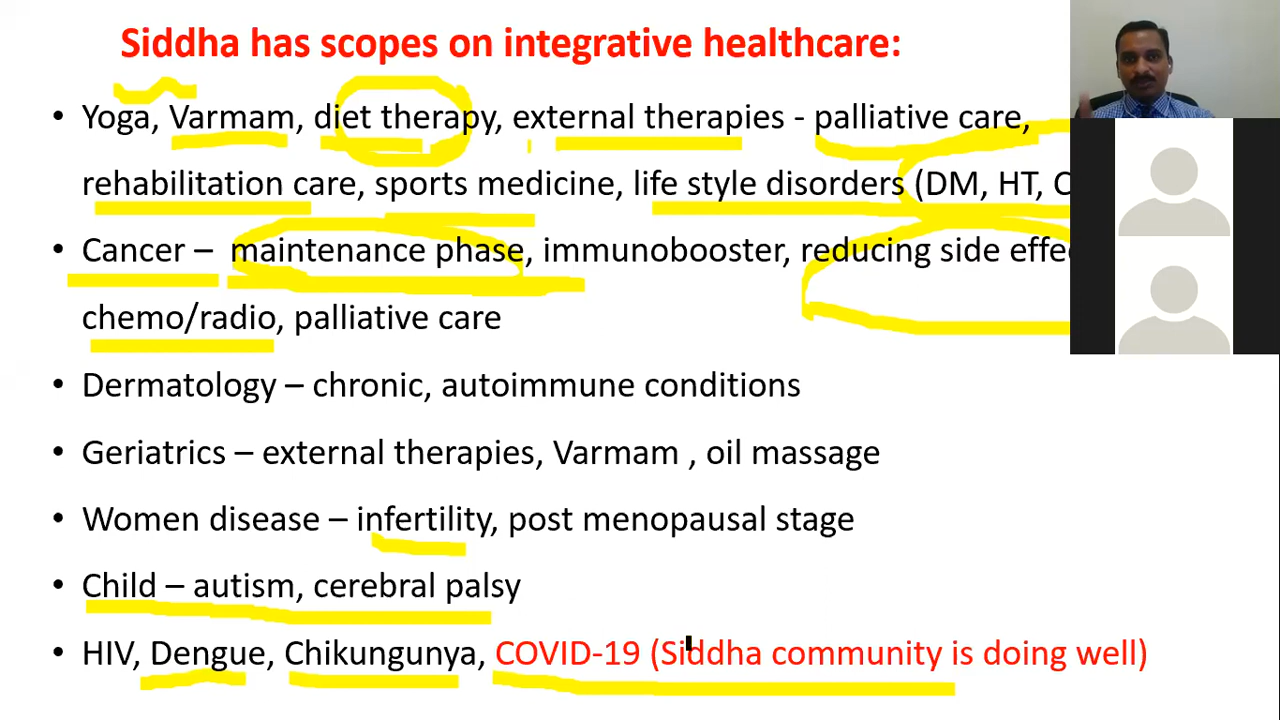 Siddha has scopes on integrative healthcare:
• Yoga, Varmam, diet therapy, external therapies - palliative care,
rehabilitation care, sports medicine, life style disorders (DM, HT,
• Cancer – maintenance phase, immunobooster, reducing side
chemo/radio, palliative care
• Dermatology – chronic, autoimmune conditions
• Geriatrics – external therapies, Varmam , oil massage
• Women disease – infertility, post menopausal stage
• Child – autism, cerebral palsy
• HIV, Dengue, Chikungunya, COVID-19 (Siddha community is doing well)